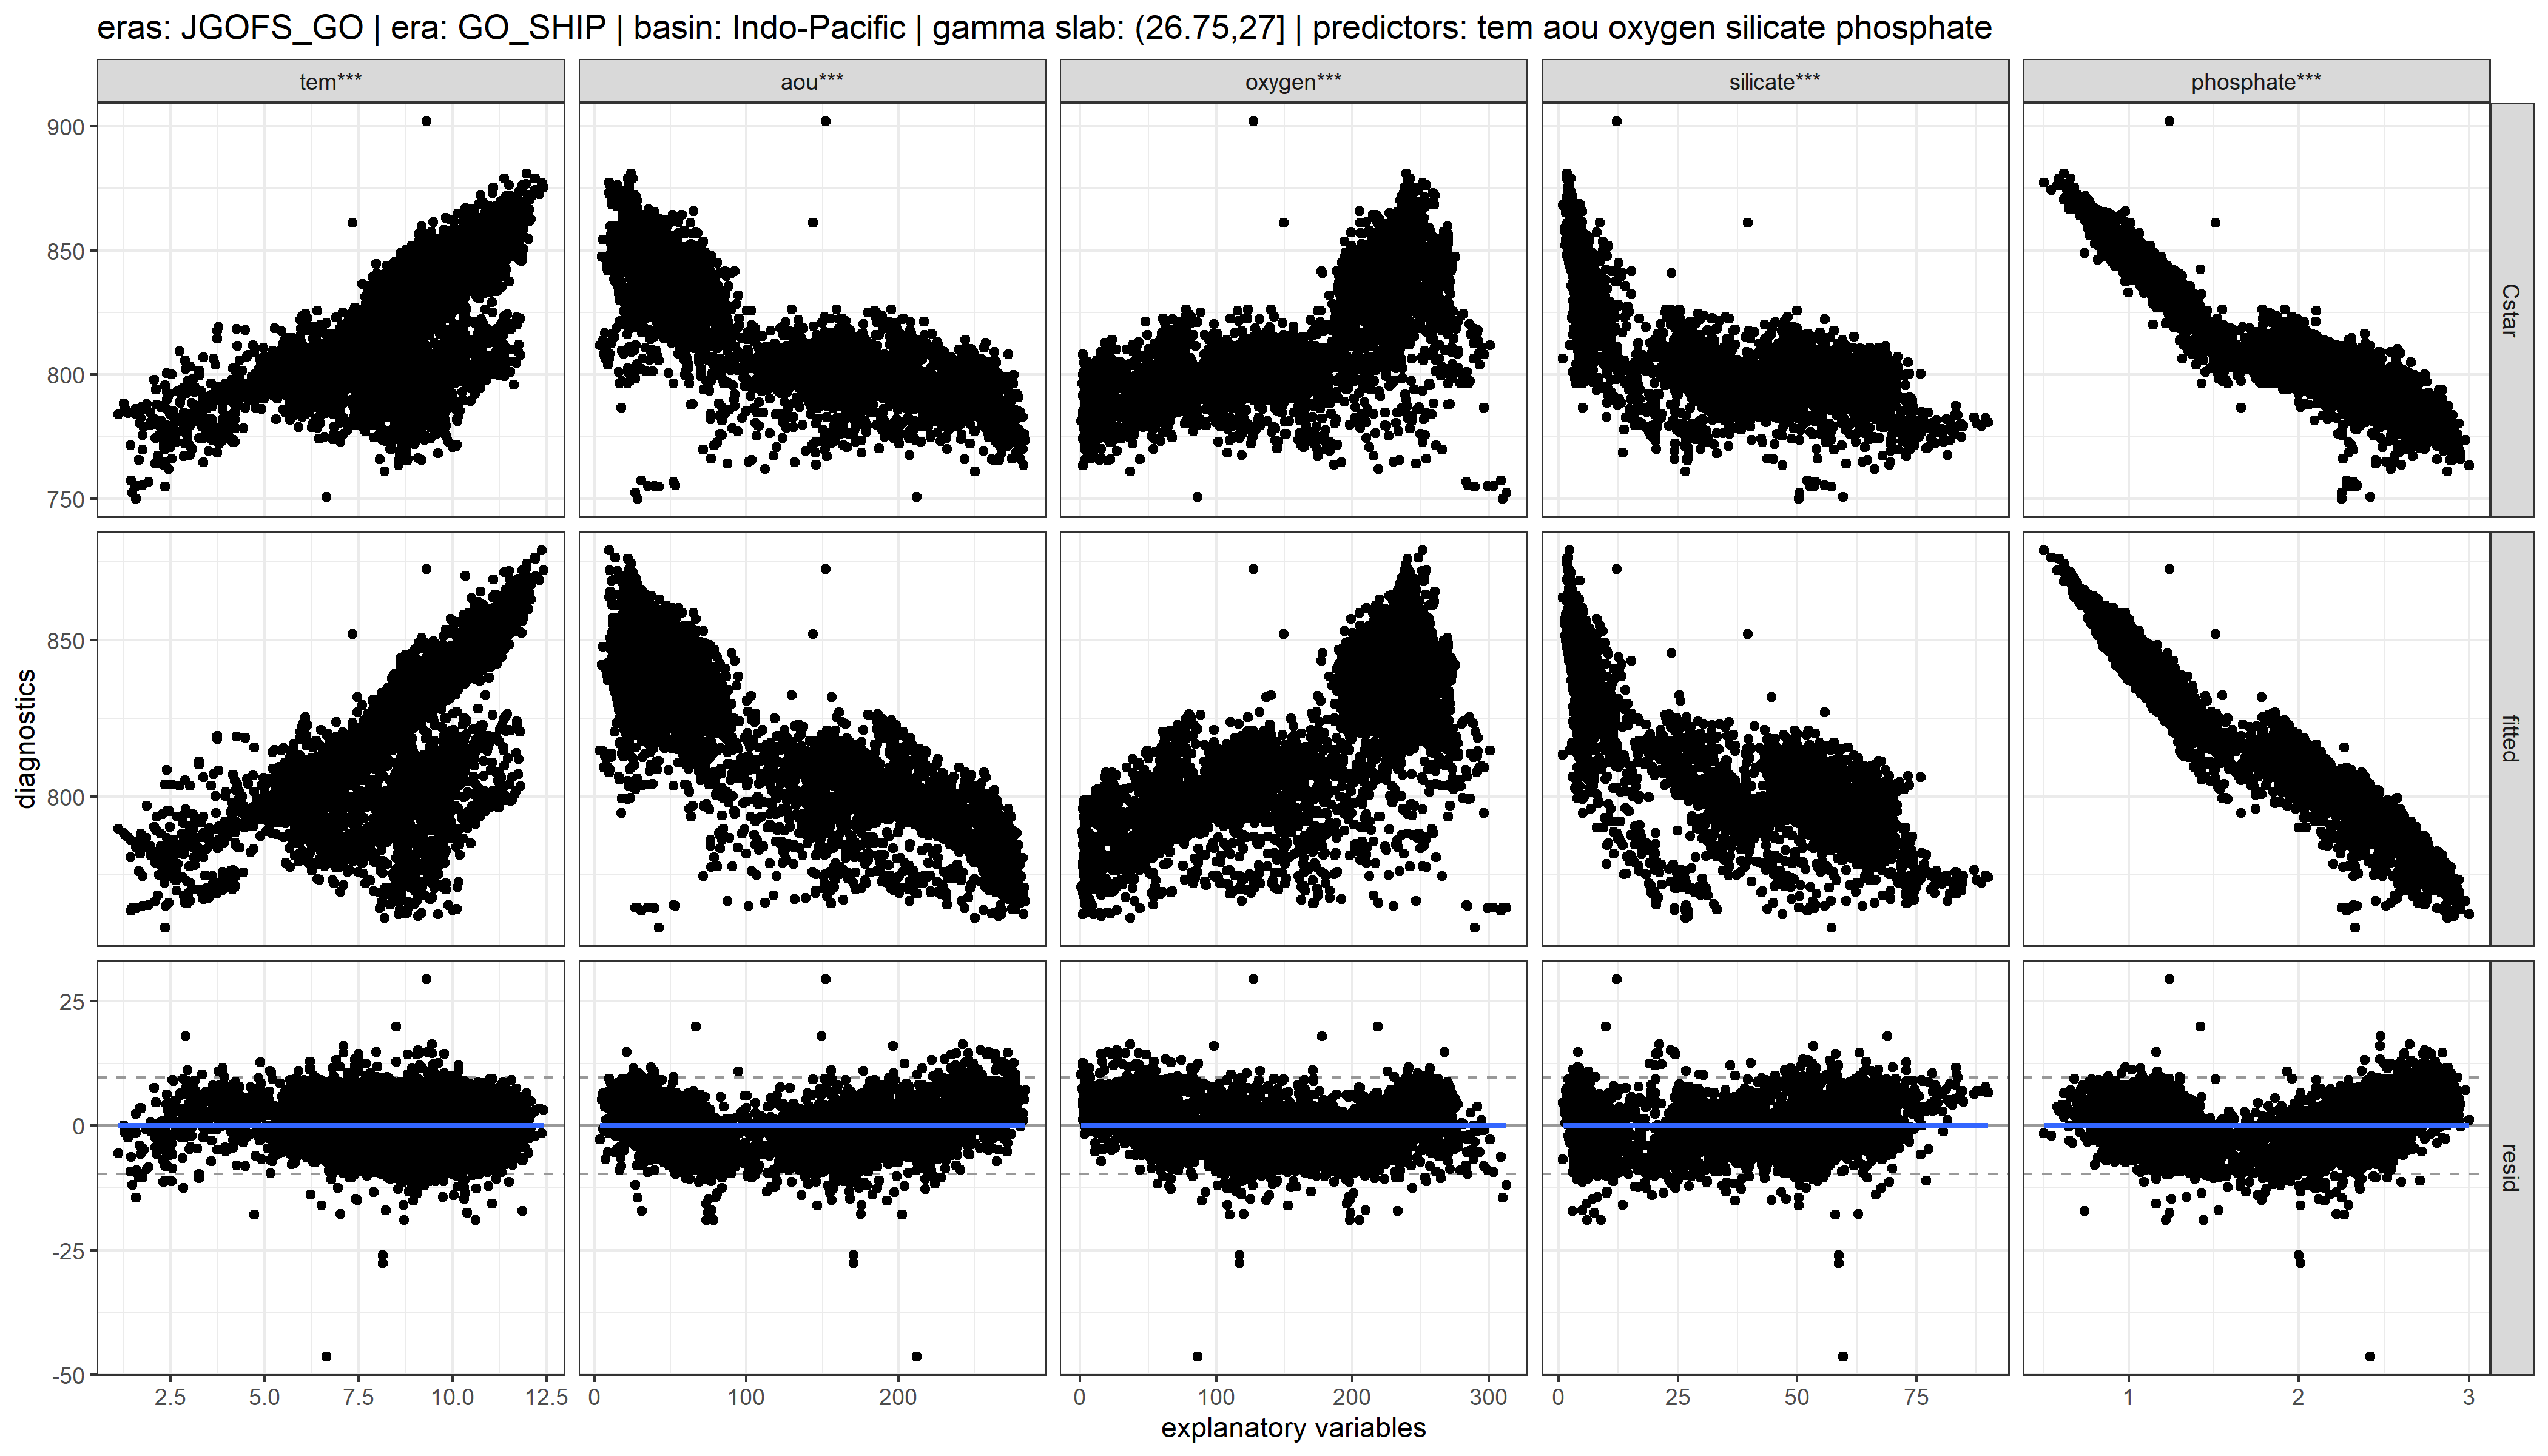 eras: JGOFS_GO | era: GO_SHIP | basin: Indo-Pacific | gamma slab: (26.75,27] | predictors: tem aou oxygen silicate phosphate
tem*** aou*** oxygen*** silicate*** phosphate***
900
850
800
750
Cstar
850
800
fitted
diagnostics
25
0
-25
-50
resid
2.5 5.0 7.5 10.0 12.5 0 100 200 0 100 200 300 0 25 50 75 1 2 3
explanatory variables